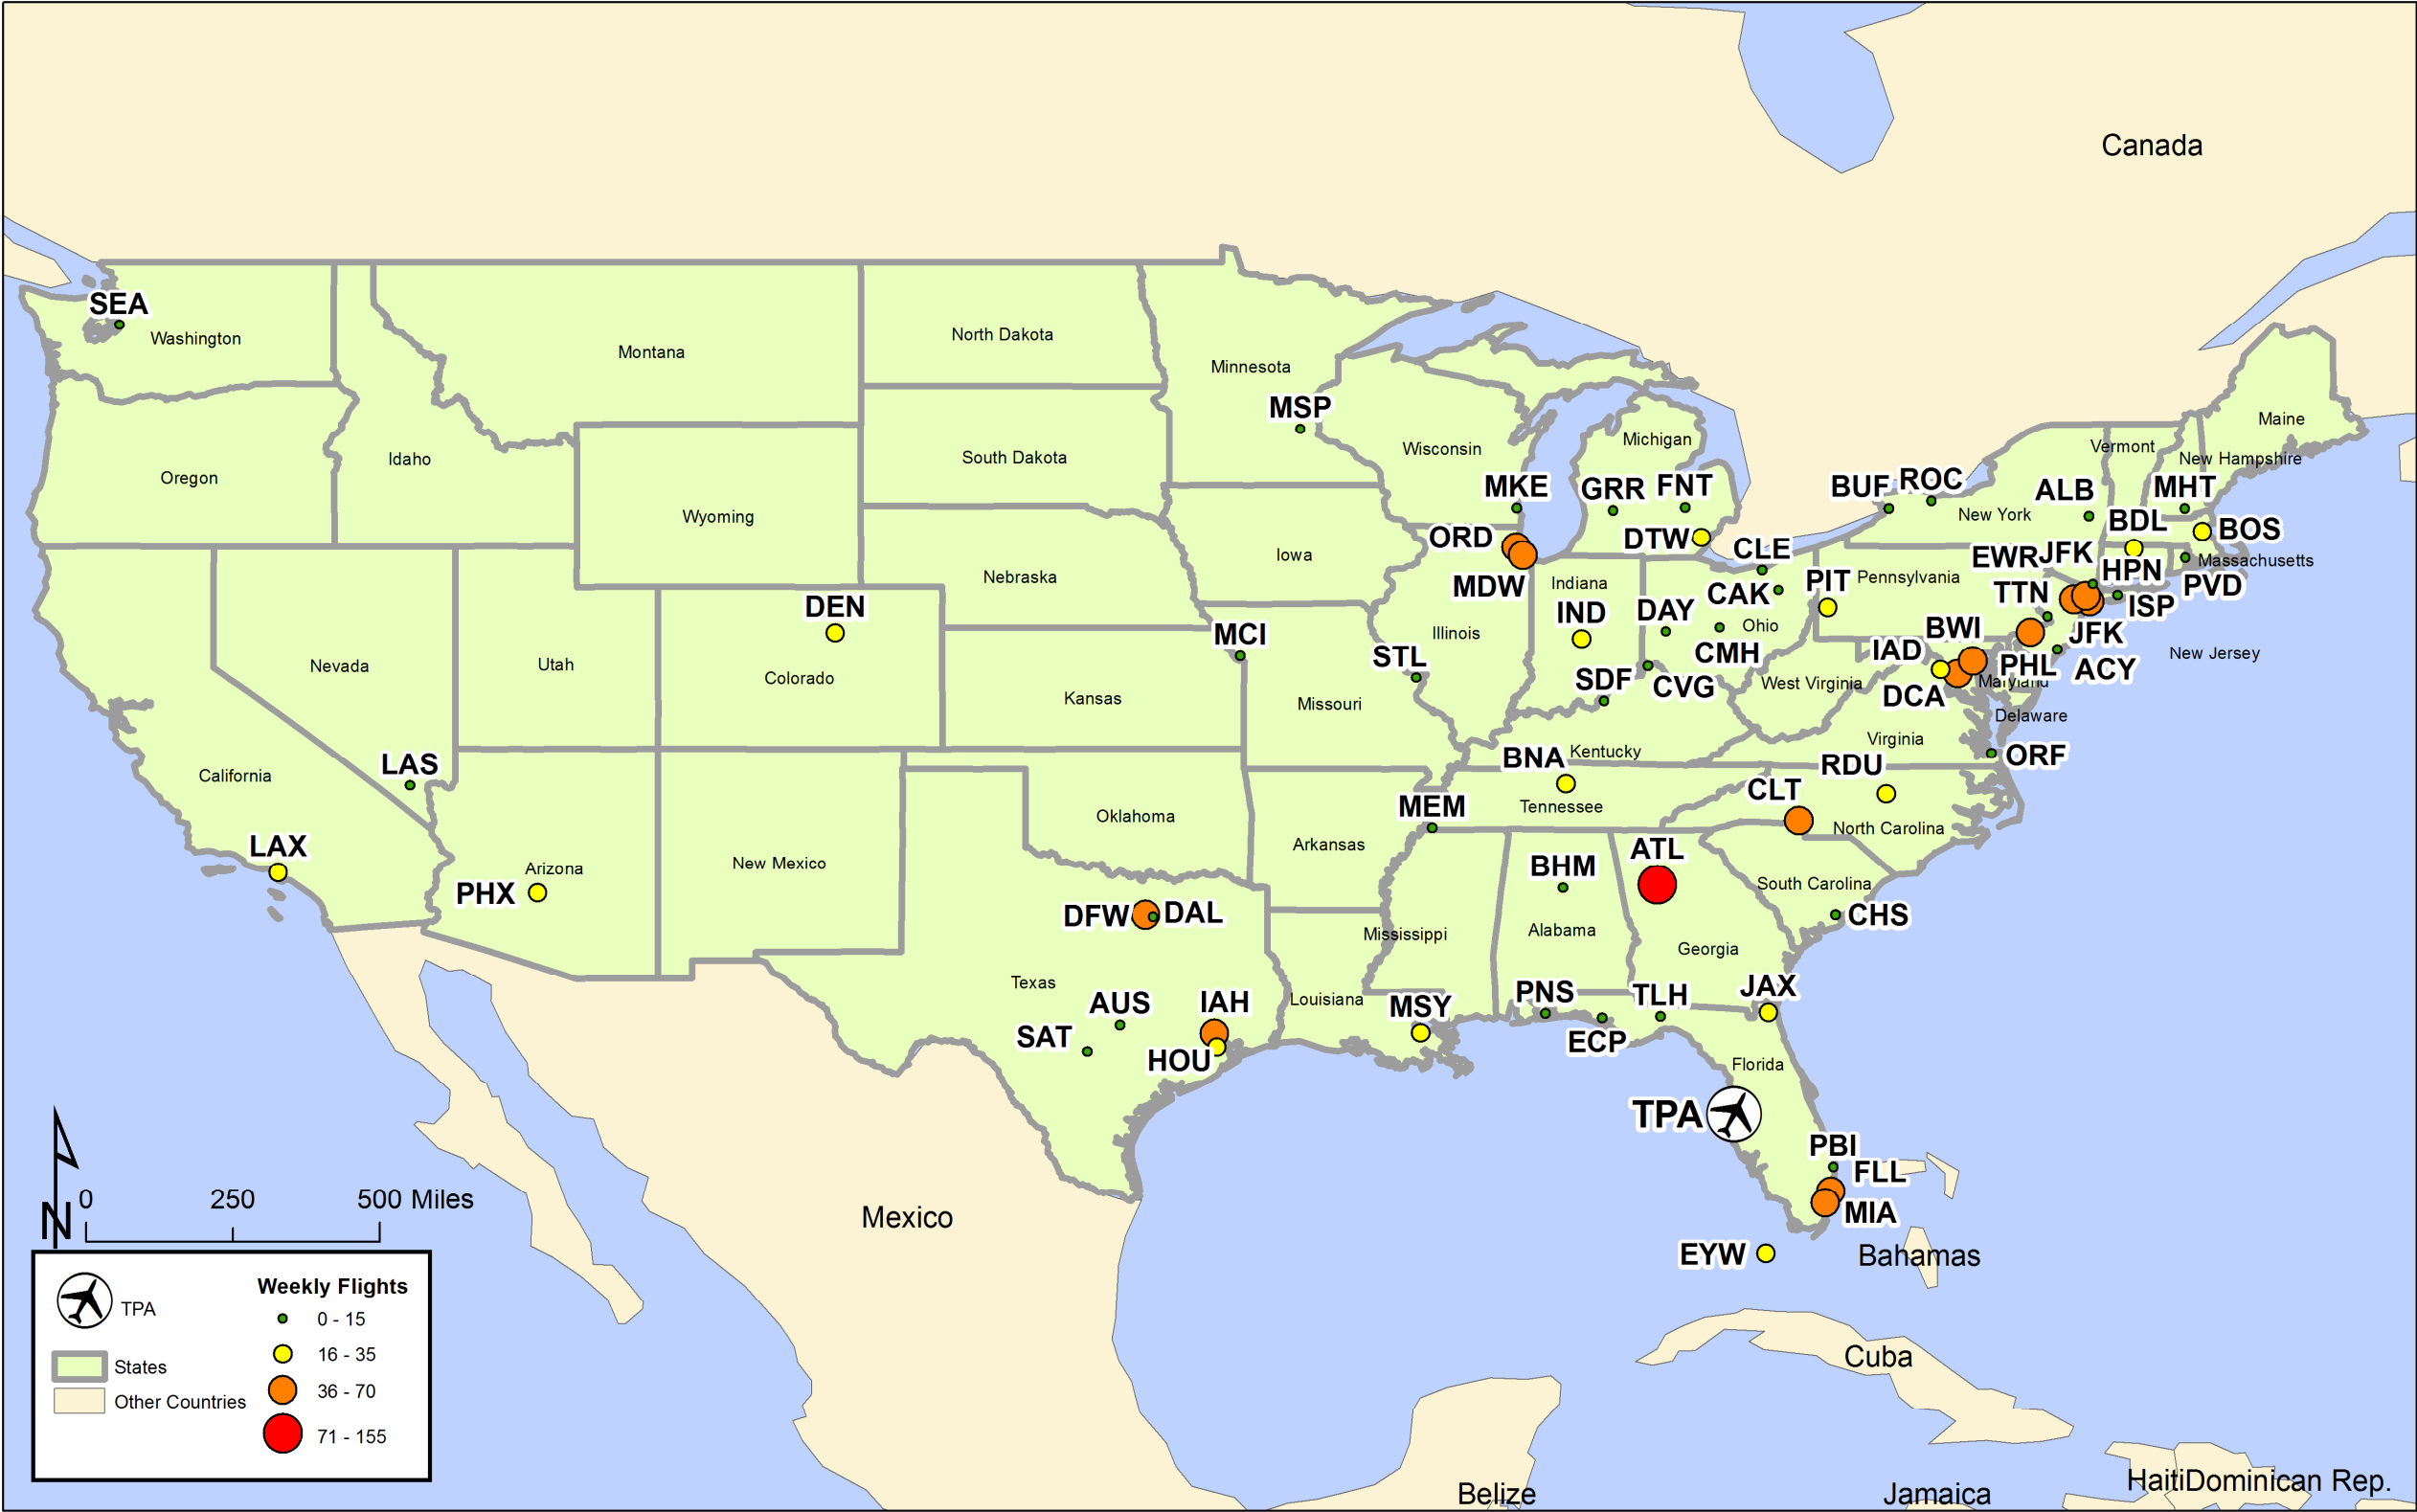 Canada
SEA
Washington
Montana
North Dakota
Minnesota
MSP
Oregon
Idaho
South Dakota
Wisconsin
Michigan
Maine
Vermont
New Hampshire
Wyoming
MKE
GRR
FNT
BUF
ROC
ALB
MHT
New York
BDL
BOS
Iowa
ORD
DTW
CLE
EWR
JFK
Massachusetts
Nebraska
MDW
Indiana
CAK
PIT
Pennsylvania
TTN
HPN
PVD
ISP
DEN
IND
DAY
Ohio
BWI
JFK
MCI
Illinois
STL
CMH
IAD
PHL
ACY
New Jersey
Nevada
Utah
Colorado
Kansas
Missouri
SDF
CVG
West Virginia
DCA
Maryland
Delaware
Virginia
ORF
LAS
California
BNA
Kentucky
RDU
CLT
MEM
Tennessee
North Carolina
Oklahoma
Arkansas
LAX
Arizona
New Mexico
PHX
BHM
ATL
South Carolina
DFW
DAL
CHS
Mississippi
Alabama
Georgia
Texas
AUS
IAH
Louisiana
MSY
PNS
TLH
JAX
SAT
HOU
ECP
Florida
TPA
PBI
FLL
MIA
EYW
Bahamas
Mexico
Cuba
Belize
Jamaica
Haiti
Dominican Rep.
N
0 250 500 Miles
TPA
States
Other Countries
Weekly Flights
0 - 15
16 - 35
36 - 70
71 - 155